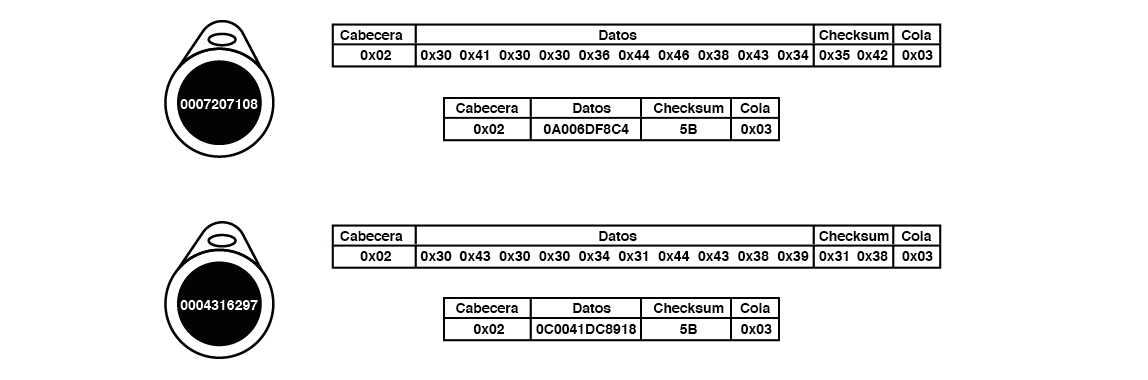 0007207108
Cabecera Datos Checksum Cola
0x02 0x30 0x41 0x30 0x30 0x36 0x44 0x46 0x38 0x43 0x34 0x35 0x42 0x03
Cabecera Datos Checksum Cola
0x02 0A006DF8C4 5B 0x03
0004316297
Cabecera Datos Checksum Cola
0x02 0x30 0x43 0x30 0x30 0x34 0x31 0x44 0x43 0x38 0x39 0x31 0x38 0x03
Cabecera Datos Checksum Cola
0x02 0C0041DC8918 5B 0x03